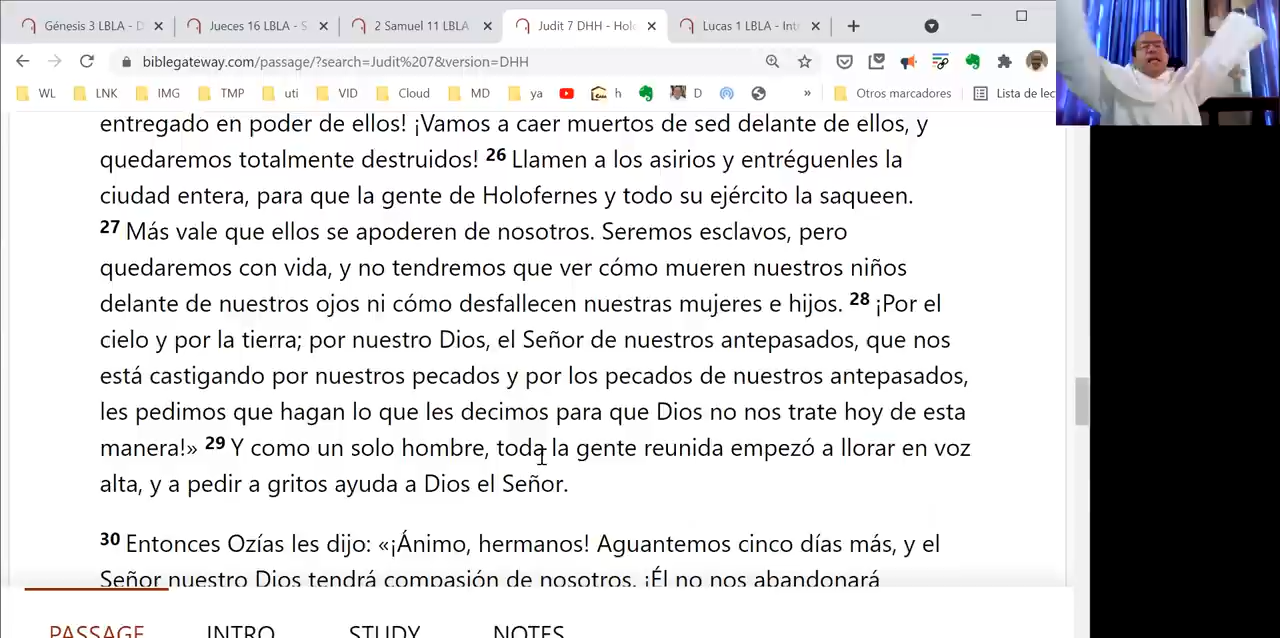 Génesis 3 LBLA - D
Jueces 16 LBLA - S
2 Samuel 11 LBLA
Judit 7 DHH - Holo
Lucas 1 LBLA - Int
biblegateway.com/passage/?search=Judit%207&version=DHH
WL LNK IMG TMP uti VID Cloud MD ya h D » Otros marcadores Lista de lec
entregado en poder de ellos! ¡Vamos a caer muertos de sed delante de ellos, y
quedaremos totalmente destruidos! 26 Llamen a los asirios y entréguenles la
ciudad entera, para que la gente de Holofernes y todo su ejército la saqueen.
27 Más vale que ellos se apoderen de nosotros. Seremos esclavos, pero
quedaremos con vida, y no tendremos que ver cómo mueren nuestros niños
delante de nuestros ojos ni cómo desfallecen nuestras mujeres e hijos. 28 ¡Por el
cielo y por la tierra; por nuestro Dios, el Señor de nuestros antepasados, que nos
está castigando por nuestros pecados y por los pecados de nuestros antepasados,
les pedimos que hagan lo que les decimos para que Dios no nos trate hoy de esta
manera!» 29 Y como un solo hombre, toda la gente reunida empezó a llorar en voz
alta, y a pedir a gritos ayuda a Dios el Señor.
30 Entonces Ozías les dijo: «¡Ánimo, hermanos! Aguantemos cinco días más, y el
Señor nuestro Dios tendrá compasión de nosotros. ¡Él no nos abandonará
PASSAGE INTRO STUDY NOTES